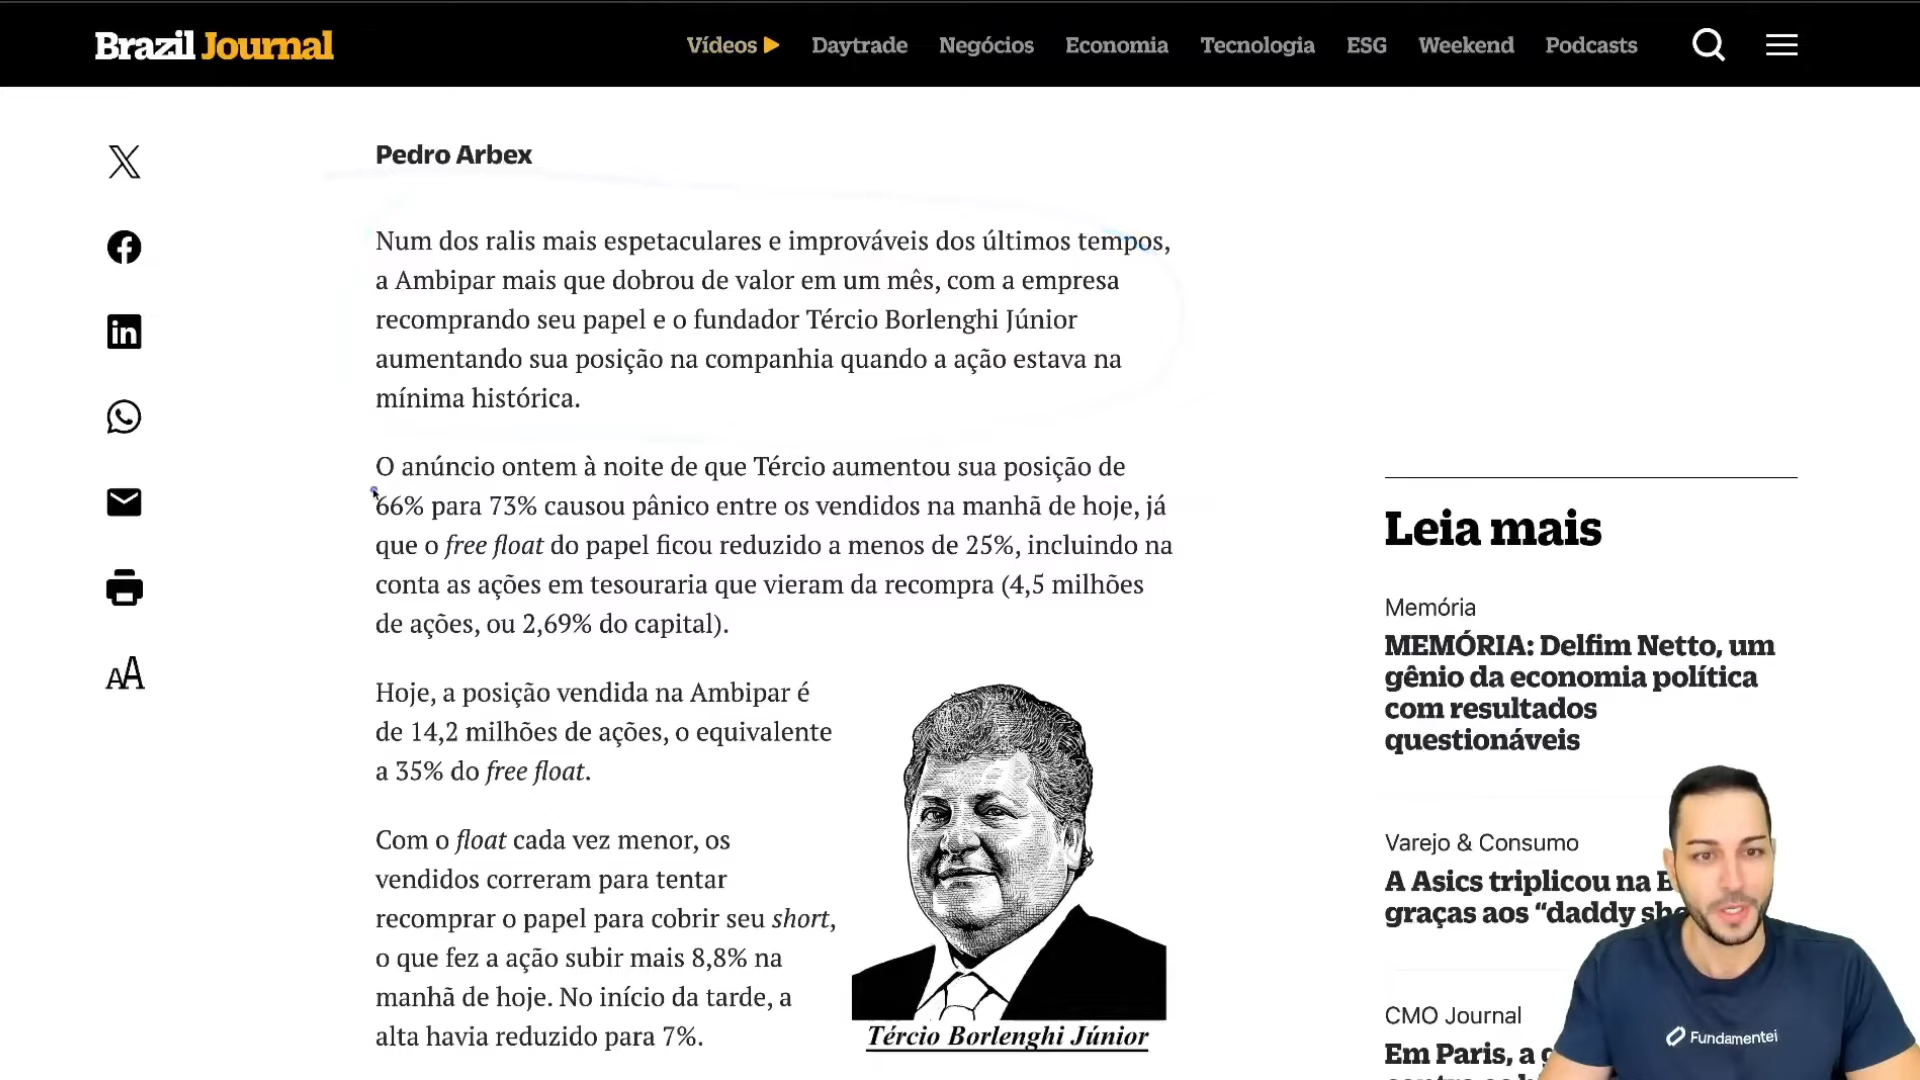 Brazil Journal
Vídeos Daytrade Negócios Economia Tecnologia ESG Weekend Podcasts
Pedro Arbex
Num dos ralis mais espetaculares e improváveis dos últimos tempos,
a Ambipar mais que dobrou de valor em um mês, com a empresa
recomprando seu papel e o fundador Tércio Borlenghi Júnior
aumentando sua posição na companhia quando a ação estava na
mínima histórica.
O anúncio ontem à noite de que Tércio aumentou sua posição de
66% para 73% causou pânico entre os vendidos na manhã de hoje, já
que o free float do papel ficou reduzido a menos de 25%, incluindo na
conta as ações em tesouraria que vieram da recompra (4,5 milhões
de ações, ou 2,69% do capital).
Hoje, a posição vendida na Ambipar é
de 14,2 milhões de ações, o equivalente
a 35% do free float.
Com o float cada vez menor, os
vendidos correram para tentar
recomprar o papel para cobrir seu short,
o que fez a ação subir mais 8,8% na
manhã de hoje. No início da tarde, a
alta havia reduzido para 7%.
Tércio Borlenghi Júnior
Leia mais
Memória
MEMÓRIA: Delfim Netto, um
gênio da economia política
com resultados
questionáveis
Varejo & Consumo
A Asics triplicou na
graças aos “daddy
CMO Journal
Em Paris, a
Fundamentei